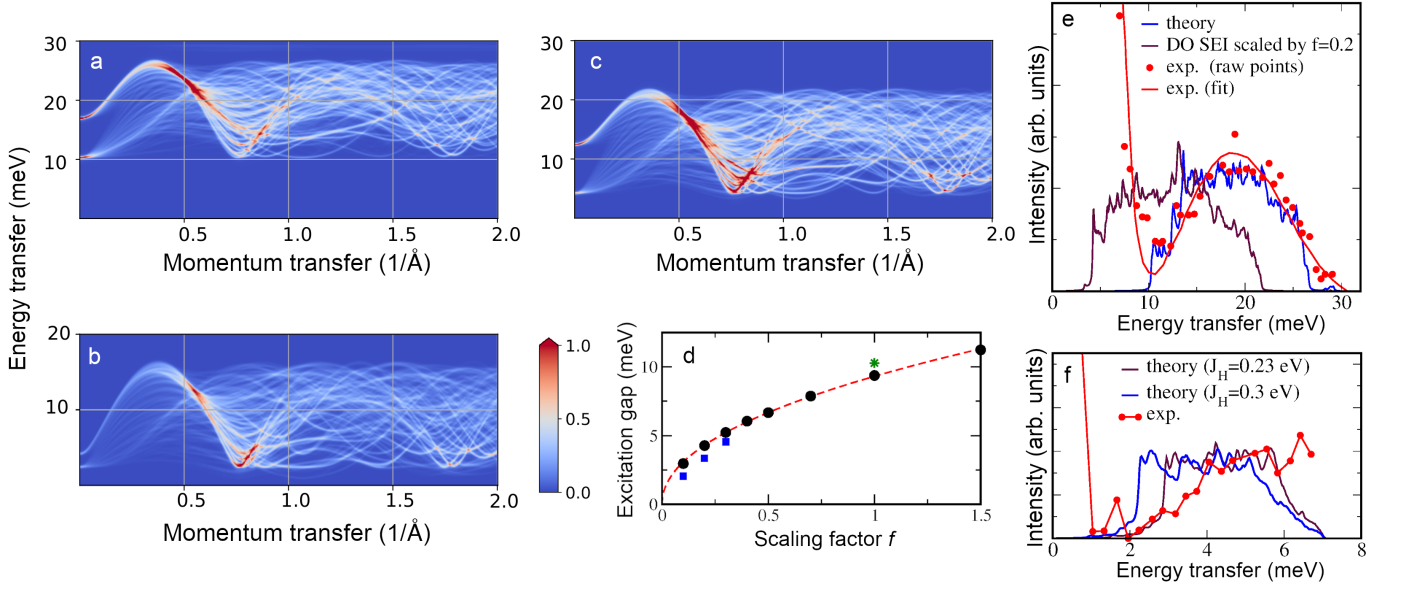 Energy transfer (meV)
a
30
20
10
0.5
1.0
1.5
2.0
Momentum transfer (1/Å)
c
30
20
10
0.5
1.0
1.5
2.0
Momentum transfer (1/Å)
e
theory
DO SEI scaled by f=0.2
exp. (raw points)
exp. (fit)
Intensity (arb. units)
0
10
20
30
Energy transfer (meV)
b
20
10
0.5
1.0
1.5
2.0
Momentum transfer (1/Å)
1.0
0.5
0.0
d
Excitation gap (meV)
10
5
0
0
0.5
1
1.5
Scaling factor f
f
theory (J_H=0.23 eV)
theory (J_H=0.3 eV)
exp.
Intensity (arb. units)
0
2
4
6
8
Energy transfer (meV)